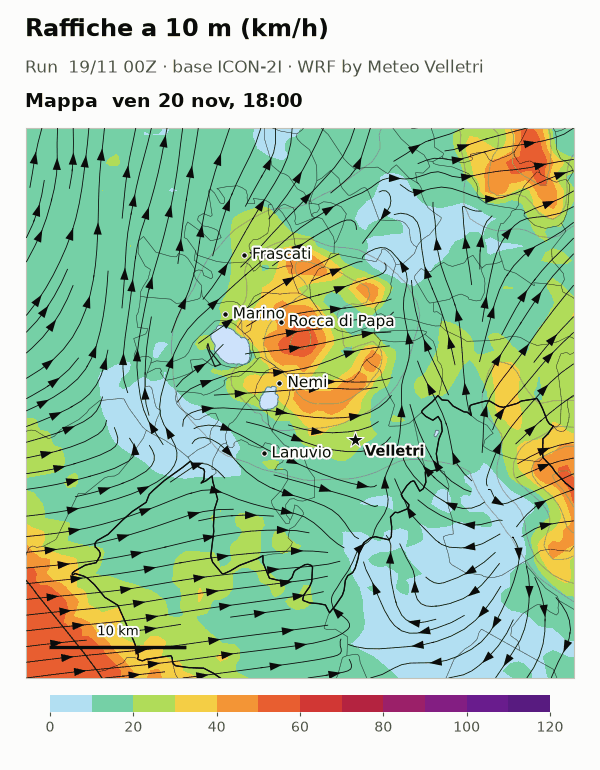 Raffiche a 10 m (km/h)
Run  19/11 00Z · base ICON-2I · WRF by Meteo Velletri
Mappa  ven 20 nov, 18:00
Frascati
Marino
Rocca di Papa
Nemi
Velletri
Lanuvio
10 km
0 20 40 60 80 100 120